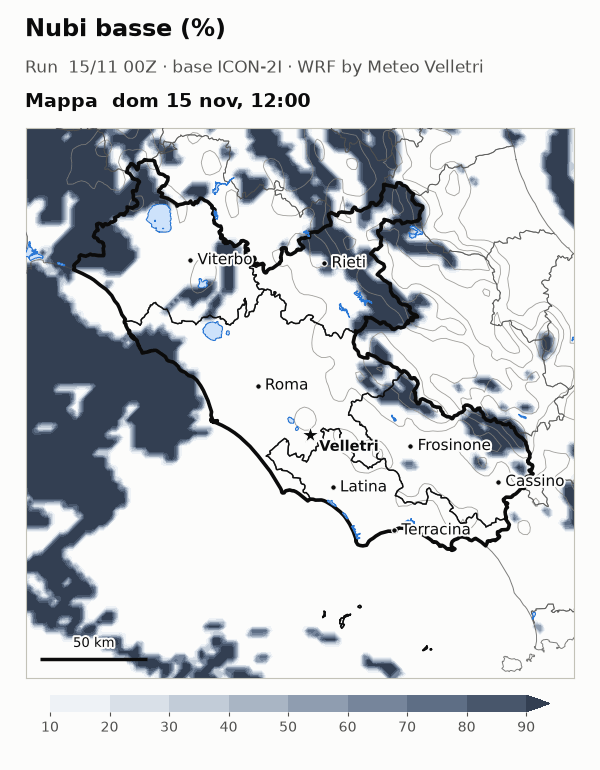 Nubi basse (%)
Run  15/11 00Z · base ICON-2I · WRF by Meteo Velletri
Mappa  dom 15 nov, 12:00
Viterbo
Rieti
Roma
Velletri
Frosinone
Cassino
Latina
Terracina
50 km
10 20 30 40 50 60 70 80 90